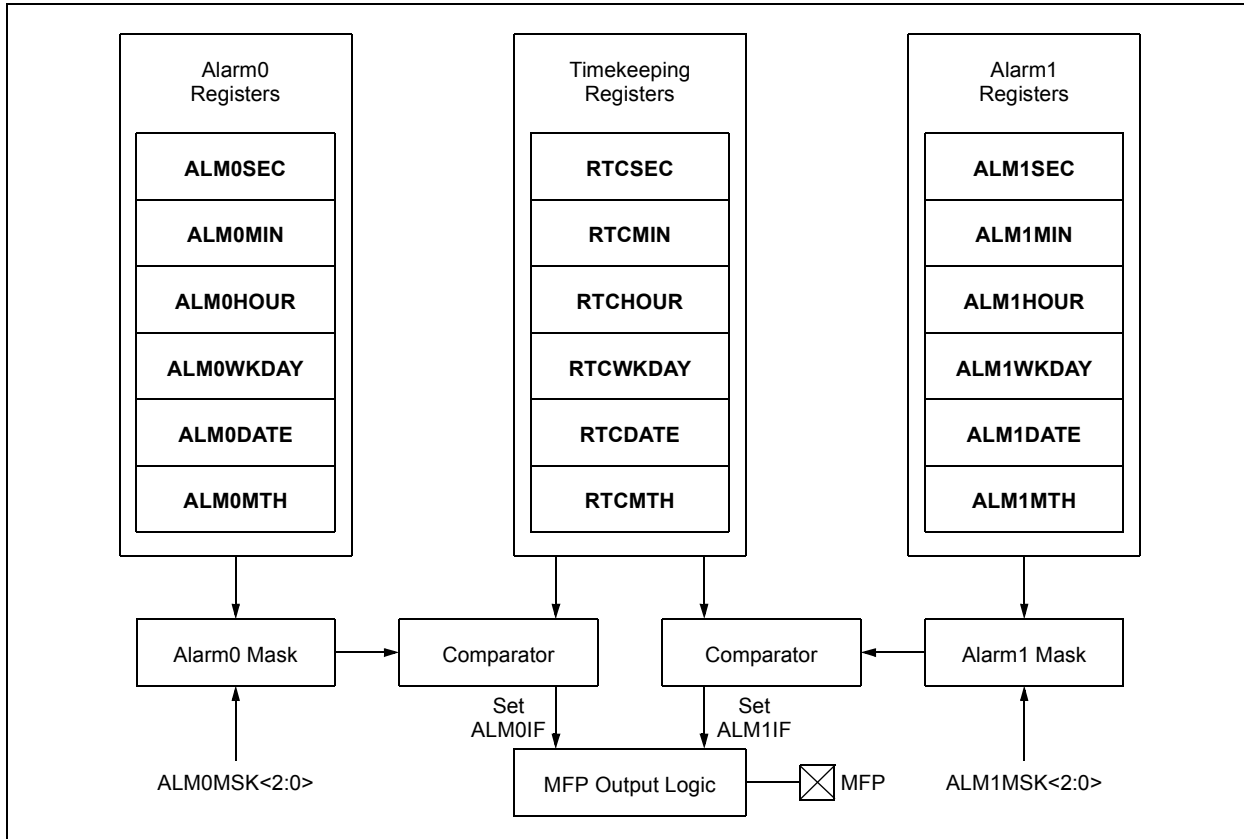 Alarm0
Registers
ALM0SEC
ALM0MIN
ALM0HOUR
ALM0WKDAY
ALM0DATE
ALM0MTH
Timekeeping
Registers
RTCSEC
RTCMIN
RTCHOUR
RTCWKDAY
RTCDATE
RTCMTH
Alarm1
Registers
ALM1SEC
ALM1MIN
ALM1HOUR
ALM1WKDAY
ALM1DATE
ALM1MTH
Alarm0 Mask
Comparator
Comparator
Alarm1 Mask
Set
ALM0IF
Set
ALM1IF
ALM0MSK<2:0>
MFP Output Logic
MFP
ALM1MSK<2:0>